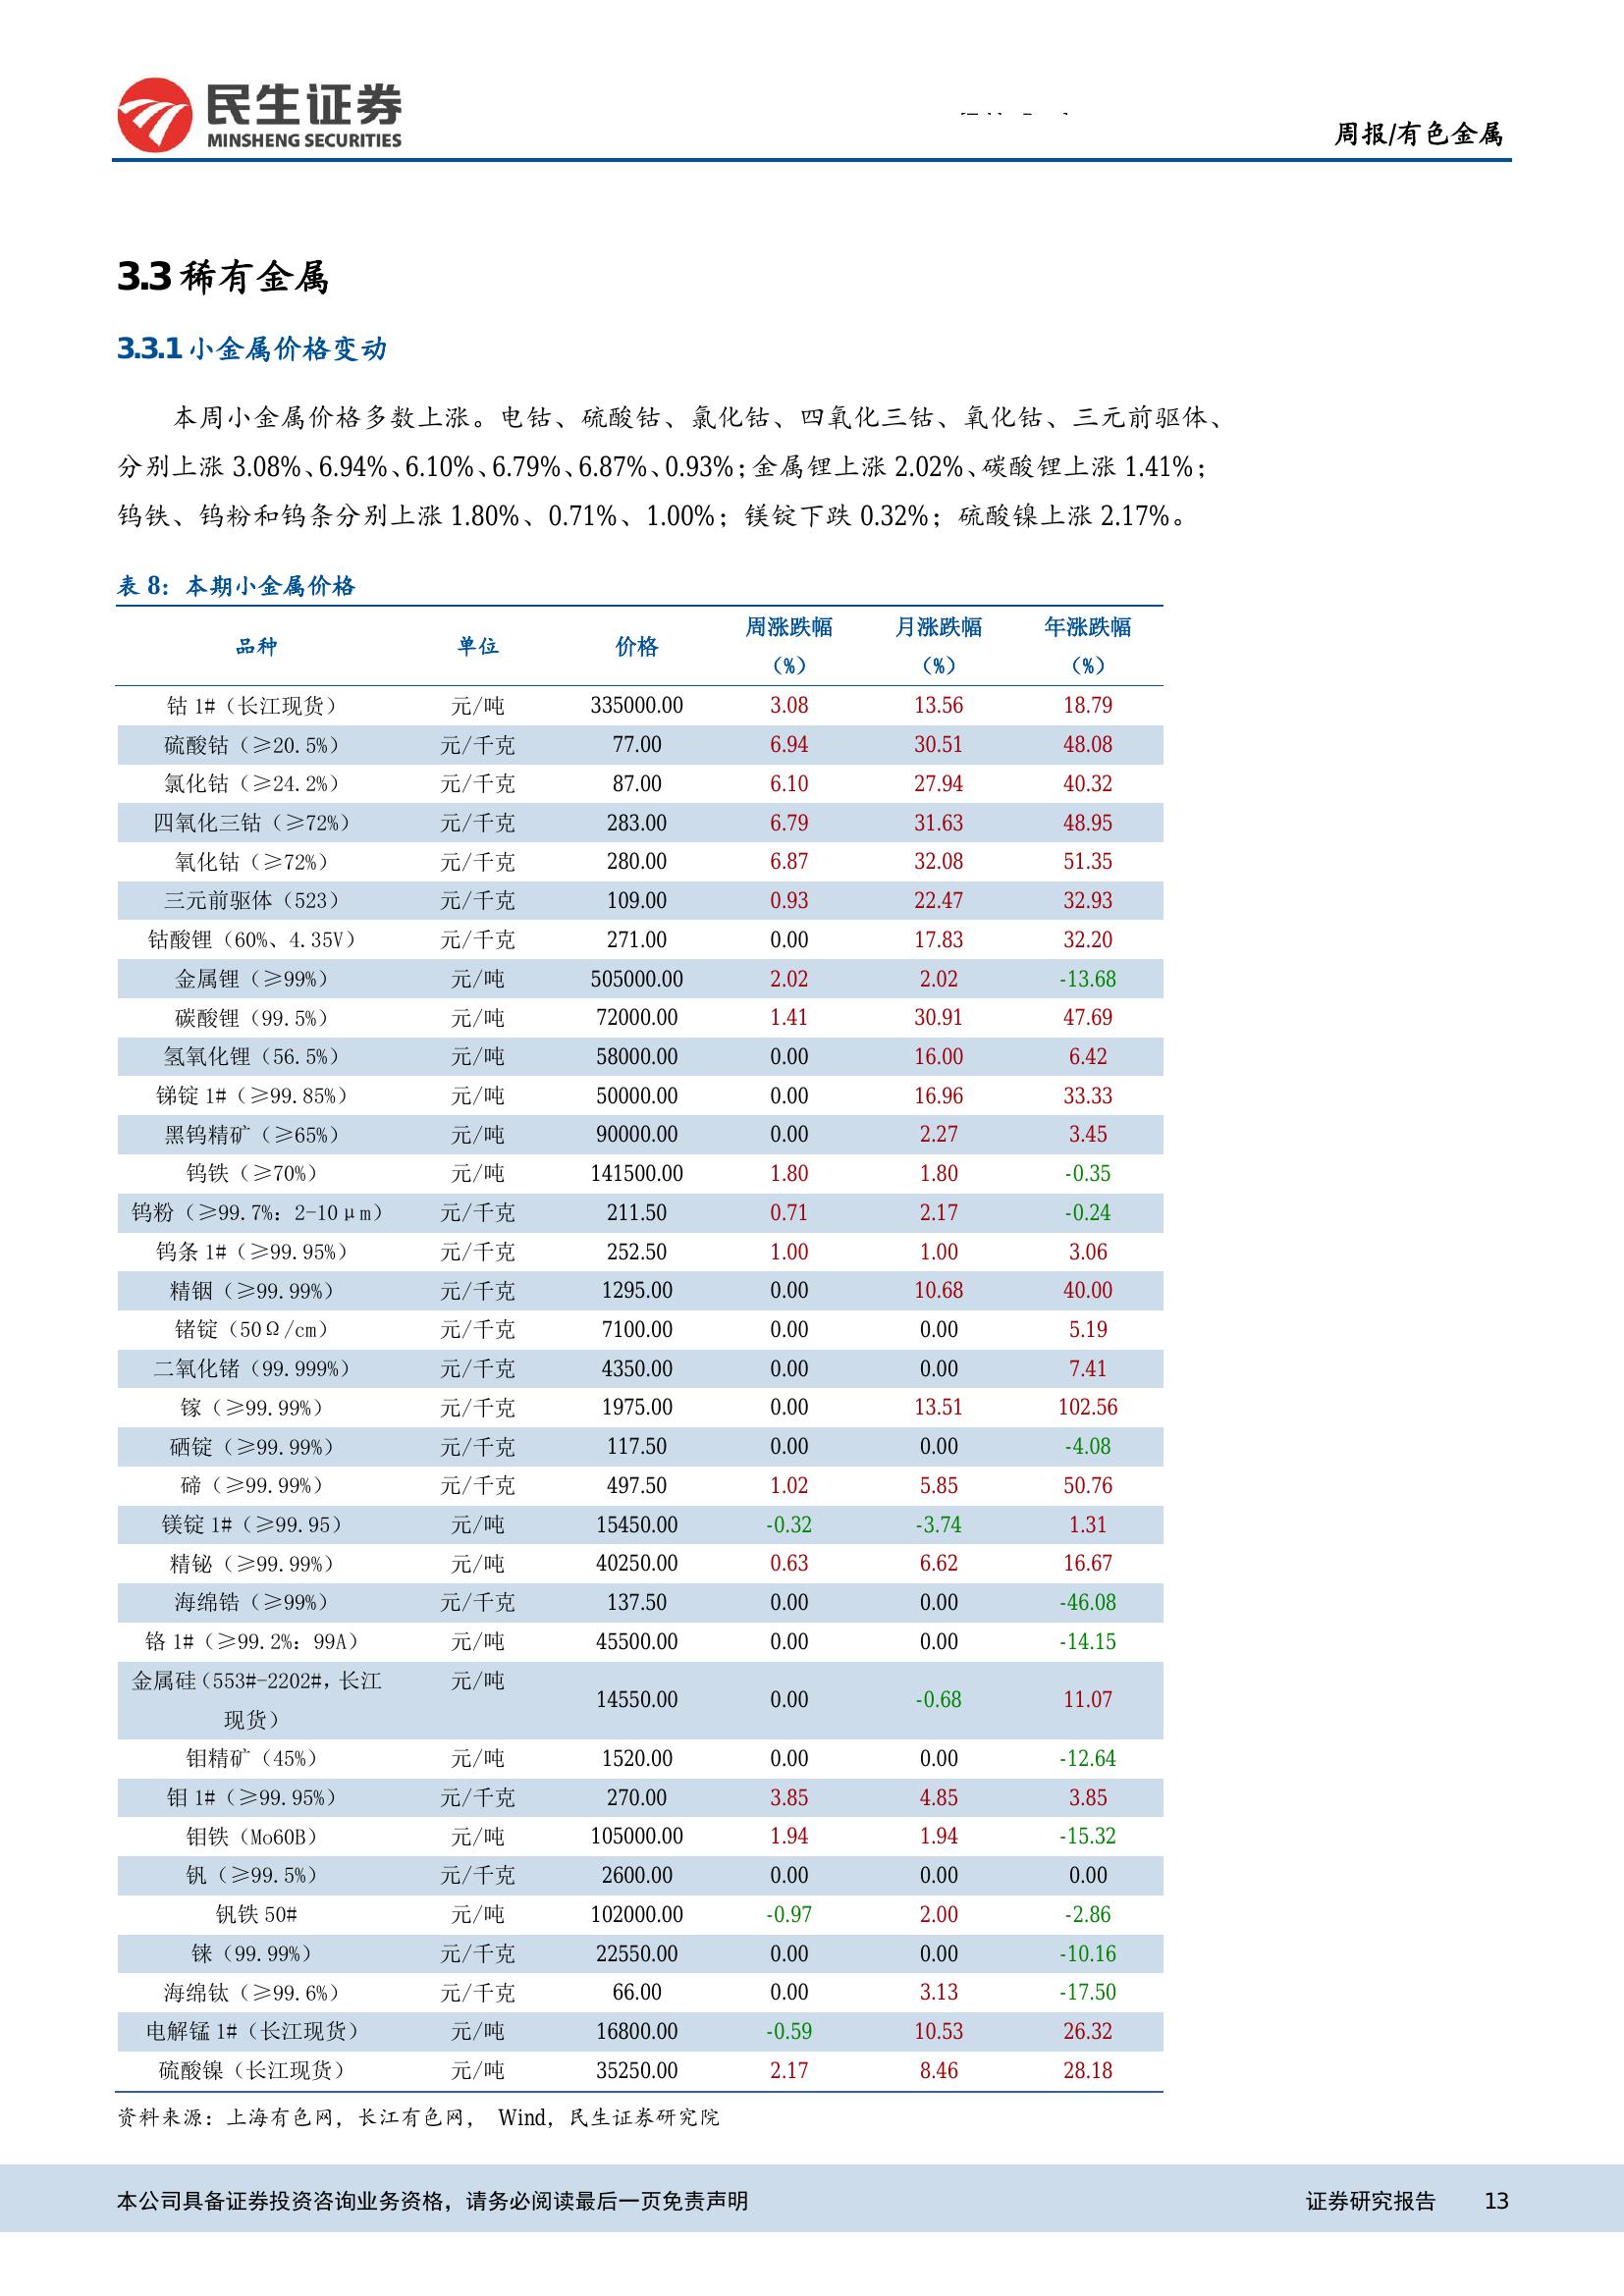 民生证券
MINSHENG SECURITIES
周报/有色金属
3.3 稀有金属
3.3.1 小金属价格变动
本周小金属价格多数上涨。电钴、硫酸钴、氯化钴、四氧化三钴、氧化钴、三元前驱体、
分别上涨 3.08%、6.94%、6.10%、6.79%、6.87%、0.93%；金属锂上涨 2.02%、碳酸锂上涨 1.41%；
钨铁、钨粉和钨条分别上涨 1.80%、0.71%、1.00%；镁锭下跌 0.32%；硫酸镍上涨 2.17%。
表 8：本期小金属价格
品种 单位 价格 周涨跌幅 月涨跌幅 年涨跌幅
（%） （%） （%）
钴 1#（长江现货） 元/吨 335000.00 3.08 13.56 18.79
硫酸钴（≥20.5%） 元/千克 77.00 6.94 30.51 48.08
氯化钴（≥24.2%） 元/千克 87.00 6.10 27.94 40.32
四氧化三钴（≥72%） 元/千克 283.00 6.79 31.63 48.95
氧化钴（≥72%） 元/千克 280.00 6.87 32.08 51.35
三元前驱体（523） 元/千克 109.00 0.93 22.47 32.93
钴酸锂（60%、4.35V） 元/千克 271.00 0.00 17.83 32.20
金属锂（≥99%） 元/吨 505000.00 2.02 2.02 -13.68
碳酸锂（99.5%） 元/吨 72000.00 1.41 30.91 47.69
氢氧化锂（56.5%） 元/吨 58000.00 0.00 16.00 6.42
锑锭 1#（≥99.85%） 元/吨 50000.00 0.00 16.96 33.33
黑钨精矿（≥65%） 元/吨 90000.00 0.00 2.27 3.45
钨铁（≥70%） 元/吨 141500.00 1.80 1.80 -0.35
钨粉（≥99.7%：2-10μm） 元/千克 211.50 0.71 2.17 -0.24
钨条 1#（≥99.95%） 元/千克 252.50 1.00 1.00 3.06
精铟（≥99.99%） 元/千克 1295.00 0.00 10.68 40.00
锗锭（50Ω/cm） 元/千克 7100.00 0.00 0.00 5.19
二氧化锗（99.999%） 元/千克 4350.00 0.00 0.00 7.41
镓（≥99.99%） 元/千克 1975.00 0.00 13.51 102.56
硒锭（≥99.99%） 元/千克 117.50 0.00 0.00 -4.08
碲（≥99.99%） 元/千克 497.50 1.02 5.85 50.76
镁锭 1#（≥99.95） 元/吨 15450.00 -0.32 -3.74 1.31
精铋（≥99.99%） 元/吨 40250.00 0.63 6.62 16.67
海绵锆（≥99%） 元/千克 137.50 0.00 0.00 -46.08
铬 1#（≥99.2%：99A） 元/吨 45500.00 0.00 0.00 -14.15
金属硅（553#-2202#，长江 元/吨 14550.00 0.00 -0.68 11.07
现货）
钼精矿（45%） 元/吨 1520.00 0.00 0.00 -12.64
钼 1#（≥99.95%） 元/千克 270.00 3.85 4.85 3.85
钼铁（Mo60B） 元/吨 105000.00 1.94 1.94 -15.32
钒（≥99.5%） 元/千克 2600.00 0.00 0.00 0.00
钒铁 50# 元/吨 102000.00 -0.97 2.00 -2.86
铼（99.99%） 元/千克 22550.00 0.00 0.00 -10.16
海绵钛（≥99.6%） 元/千克 66.00 0.00 3.13 -17.50
电解锰 1#（长江现货） 元/吨 16800.00 -0.59 10.53 26.32
硫酸镍（长江现货） 元/吨 35250.00 2.17 8.46 28.18
资料来源：上海有色网，长江有色网， Wind，民生证券研究院
本公司具备证券投资咨询业务资格，请务必阅读最后一页免责声明 证券研究报告 13